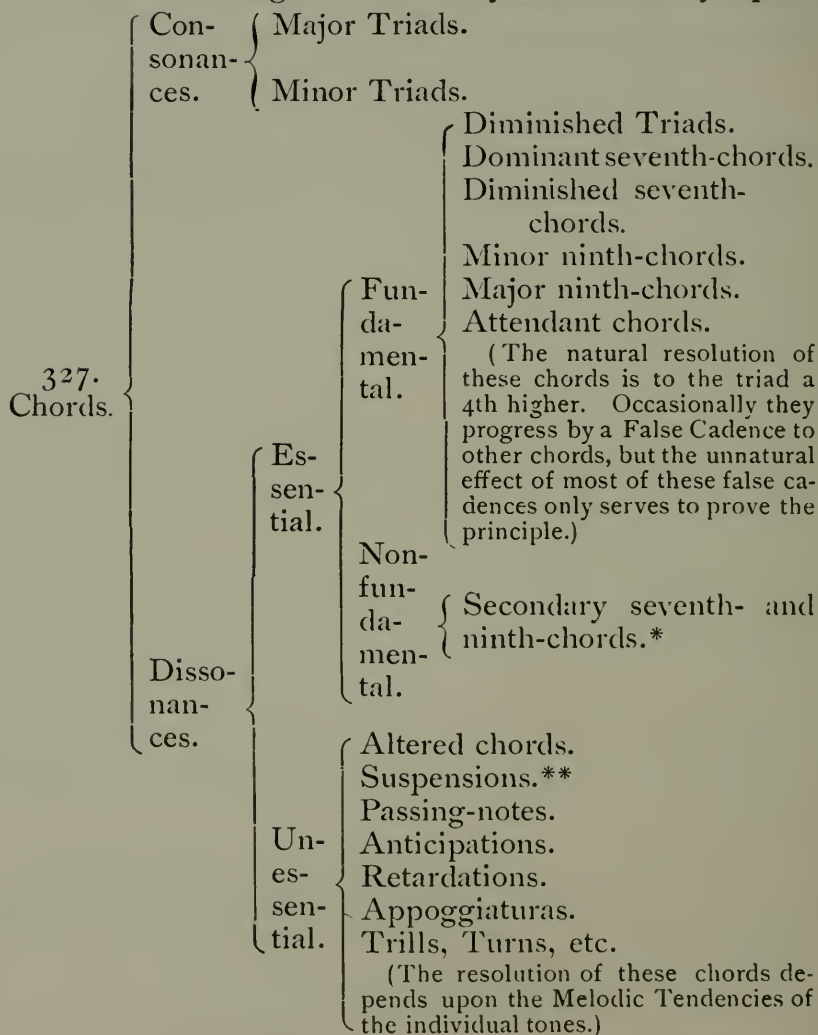 Con-
sonan-
ces.
Major Triads.
Minor Triads.
327.
Chords.
Disso-
nan-
ces.
Es-
sen-
tial.
Fun-
da-
men-
tal.
Diminished Triads.
Dominant seventh-chords.
Diminished seventh-
chords.
Minor ninth-chords.
Major ninth-chords.
Attendant chords.
(The natural resolution of
these chords is to the triad a
4th higher. Occasionally they
progress by a False Cadence to
other chords, but the unnatural
effect of most of these false ca-
dences only serves to prove the
principle.)
Non-
fun-
da-
men-
tal.
Secondary seventh- and
ninth-chords.*
Un-
es-
sen-
tial.
Altered chords.
Suspensions.**
Passing-notes.
Anticipations.
Retardations.
Appoggiaturas.
Trills, Turns, etc.
(The resolution of these chords de-
pends upon the Melodic Tendencies of
the individual tones.)